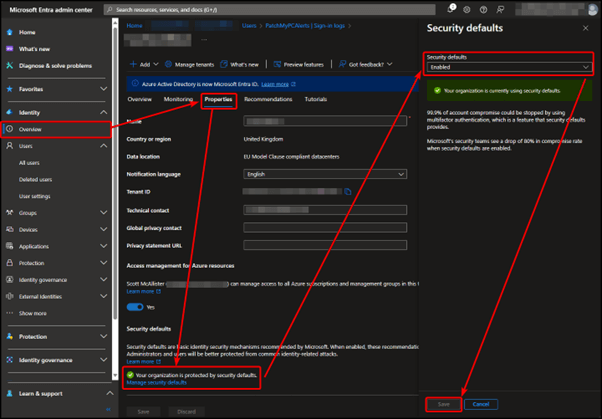 Microsoft Entra admin center
Search resources, services, and docs (G+/)
Home
What's new
Diagnose & solve problems
Favorites
Identity
Overview
Users
All users
Deleted users
User settings
Groups
Devices
Applications
Protection
Identity governance
External Identities
Show more
Protection
Identity governance
Learn & support
Home
Users > PatchMyPCAlerts | Sign-in logs >
Add
Manage tenants
What's new
Preview features
Got feedback?
Azure Active Directory is now Microsoft Entra ID. Learn more
Overview
Monitoring
Properties
Recommendations
Tutorials
Name
Country or region
United Kingdom
Data location
EU Model Clause compliant datacenters
Notification language
English
Tenant ID
Technical contact
Global privacy contact
Privacy statement URL
Access management for Azure resources
Scott McAllister (
) can manage access to all Azure subscriptions and management groups in this
Learn more
Yes
Security defaults
Security defaults are basic identity security mechanisms recommended by Microsoft. When enabled, these recommendation
Administrators and users will be better protected from common identity-related attacks.
Learn more
Your organization is protected by security defaults.
Manage security defaults
Save
Discard
Security defaults
Security defaults
Enabled
Your organization is currently using security defaults.
99.9% of account compromise could be stopped by using
multifactor authentication, which is a feature that security defaults
provides.
Microsoft's security teams see a drop of 80% in compromise rate
when security defaults are enabled.
Save
Cancel